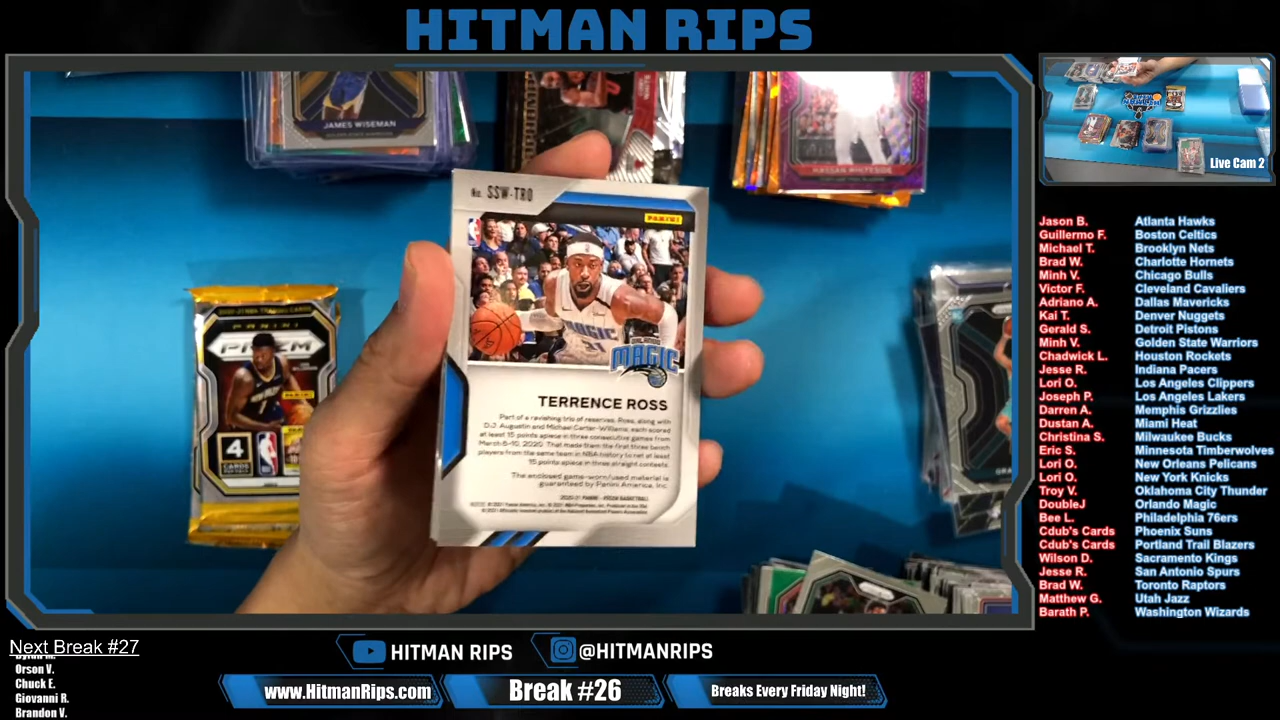 HITMAN RIPS
JAMES WISEMAN
HASSAN WHITESIDE
No. SSW-TRO
PANINI
MAGIC
31
MAGIC
TERRENCE ROSS
Part of a ravishing trio of reserves, Ross, along with
D.J. Augustin and Michael Carter-Williams, each scored
at least 15 points apiece in three consecutive games from
March 6-10, 2020. That made them the first three bench
players from the same team in NBA history to net at least
15 points apiece in three straight contests.
The enclosed game-worn/used material is
guaranteed by Panini America, Inc.
2020-21 PANINI - PRIZM BASKETBALL
PANINI
PRIZM
4
CARDS
Live Cam 2
Jason B. Atlanta Hawks
Guillermo F. Boston Celtics
Michael T. Brooklyn Nets
Brad W. Charlotte Hornets
Minh V. Chicago Bulls
Victor F. Cleveland Cavaliers
Adriano A. Dallas Mavericks
Kai T. Denver Nuggets
Gerald S. Detroit Pistons
Minh V. Golden State Warriors
Chadwick L. Houston Rockets
Jesse R. Indiana Pacers
Lori O. Los Angeles Clippers
Joseph P. Los Angeles Lakers
Darren A. Memphis Grizzlies
Dustan A. Miami Heat
Christina S. Milwaukee Bucks
Eric S. Minnesota Timberwolves
Lori O. New Orleans Pelicans
Lori O. New York Knicks
Troy V. Oklahoma City Thunder
DoubleJ Orlando Magic
Bee L. Philadelphia 76ers
Cdub's Cards Phoenix Suns
Cdub's Cards Portland Trail Blazers
Wilson D. Sacramento Kings
Jesse R. San Antonio Spurs
Brad W. Toronto Raptors
Matthew G. Utah Jazz
Barath P. Washington Wizards
Next Break #27
Orson V.
Chuck E.
Giovanni R.
Brandon V.
HITMAN RIPS
@HITMANRIPS
www.HitmanRips.com
Break #26
Breaks Every Friday Night!